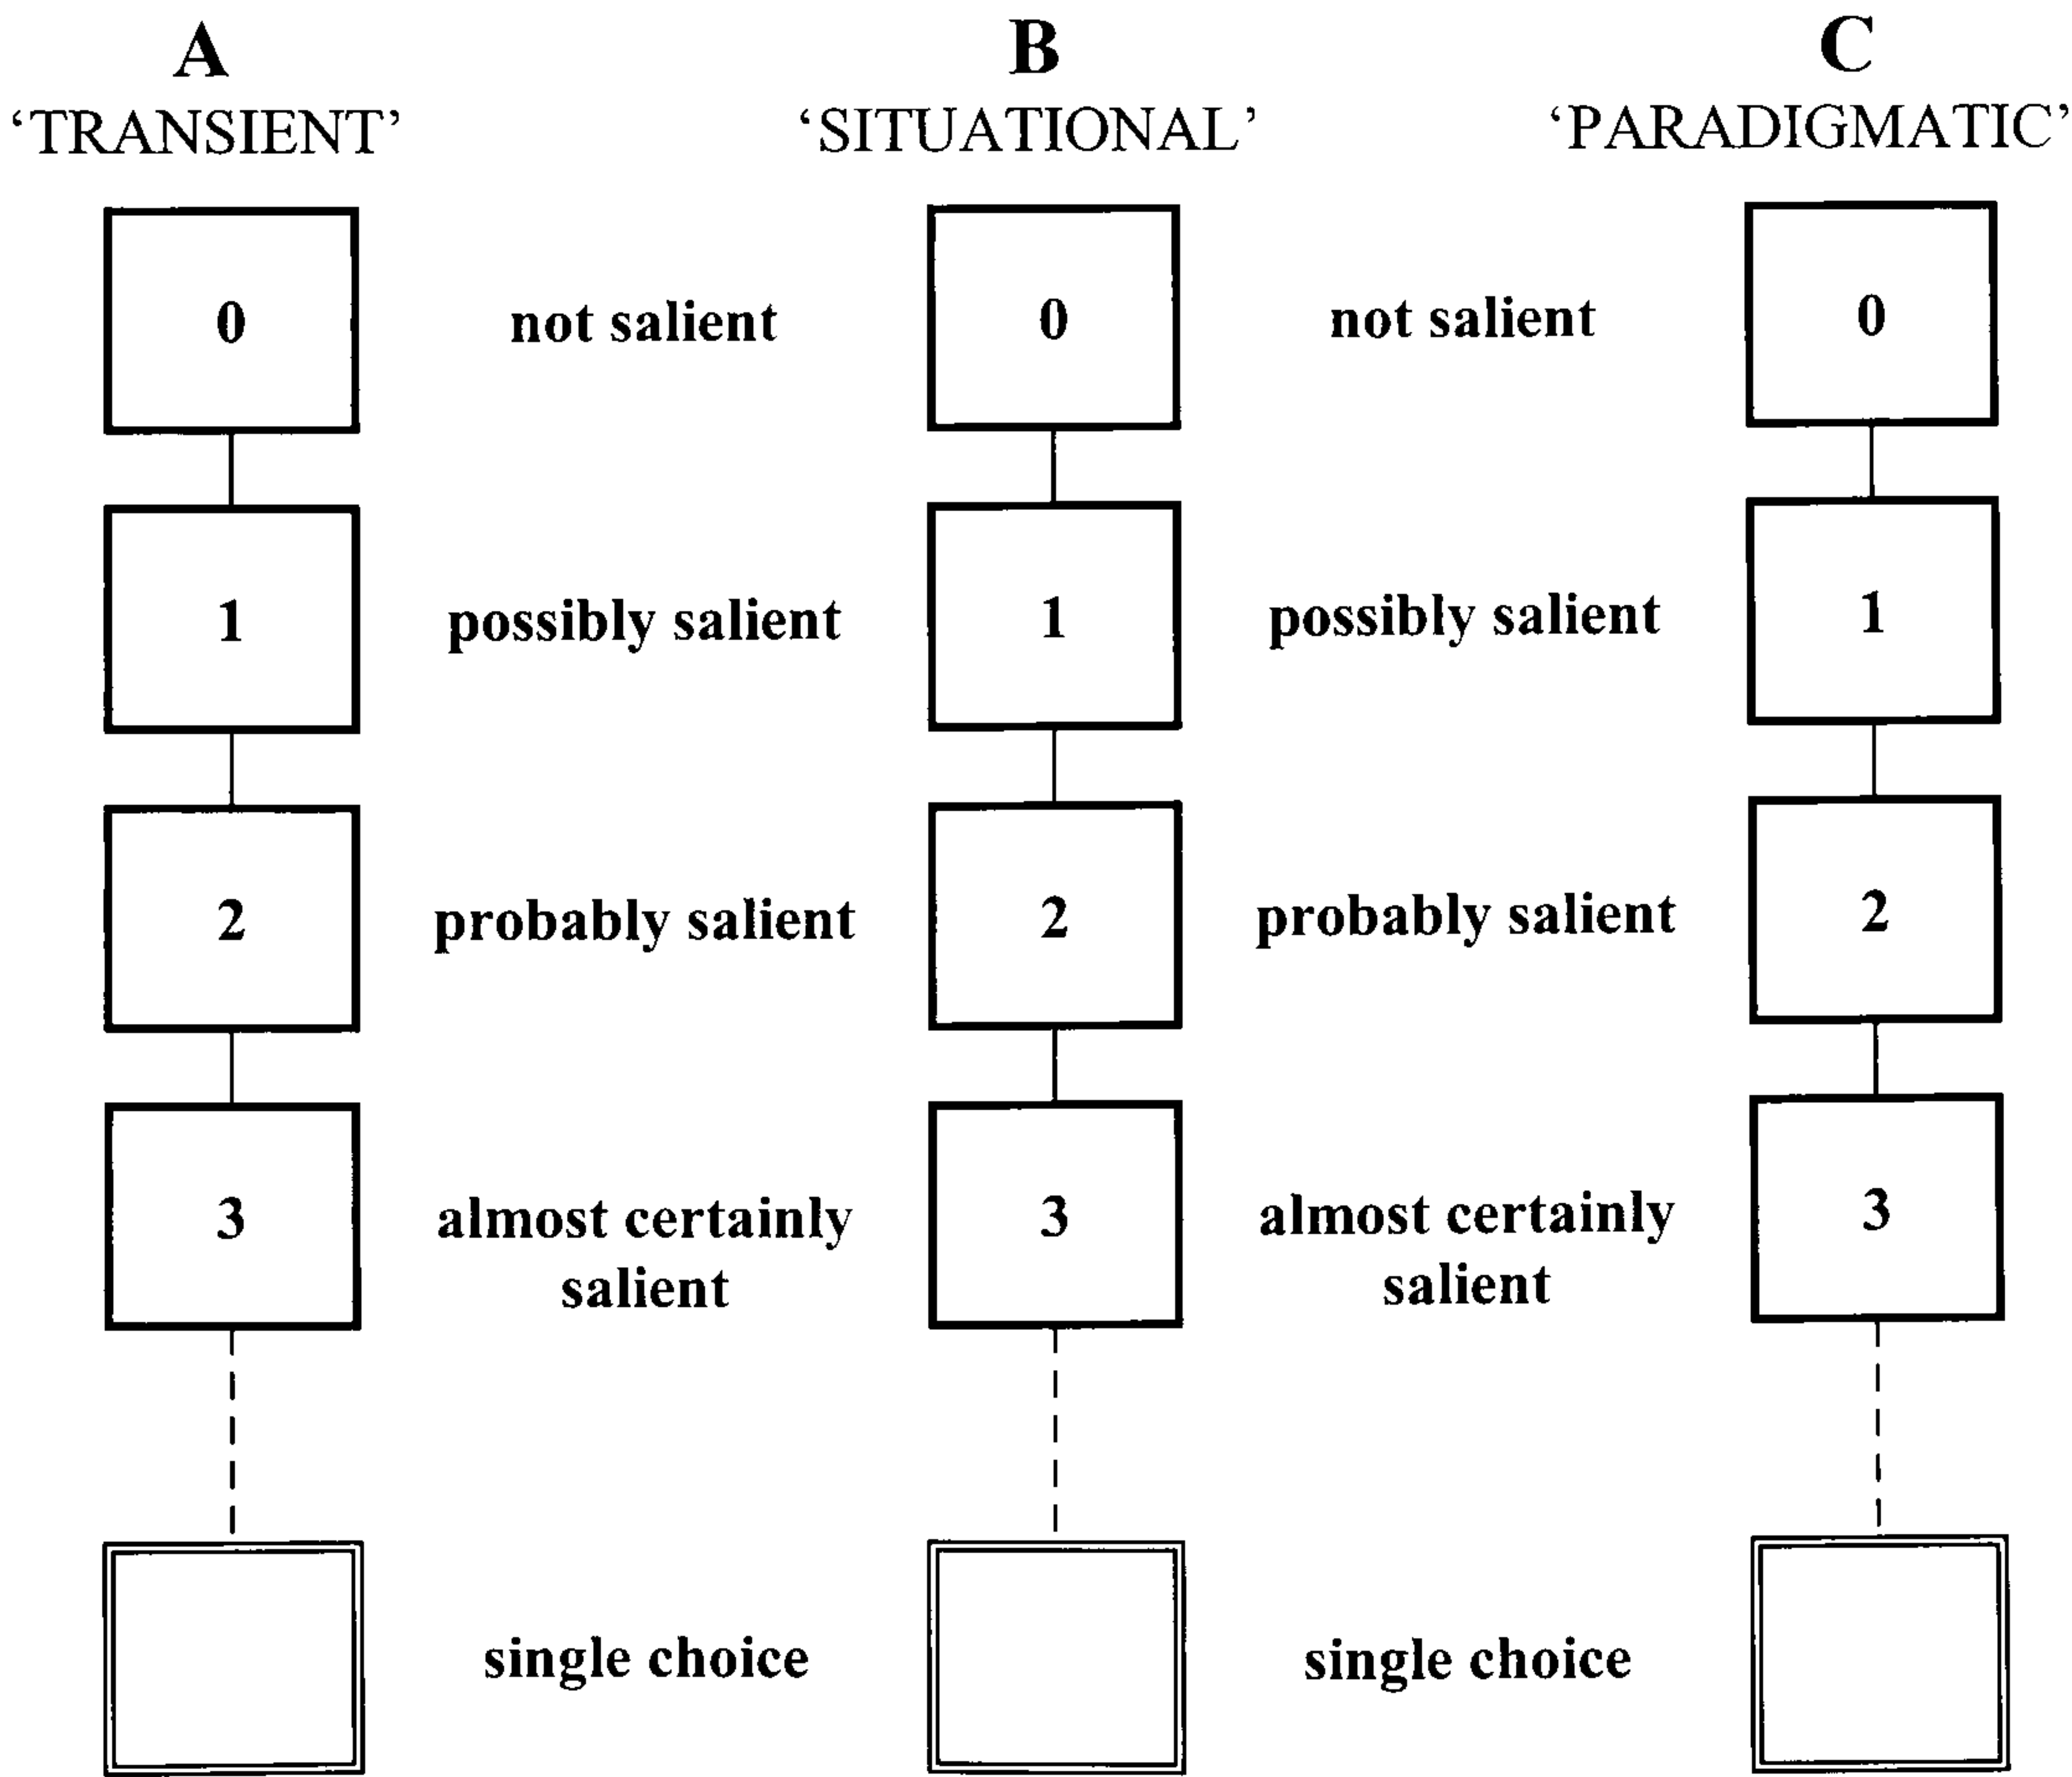 A B C
‘TRANSIENT’ ‘SITUATIONAL’ ‘PARADIGMATIC’
0 not salient 0 not salient 0
1 possibly salient 1 possibly salient 1
2 probably salient 2 probably salient 2
3 almost certainly 3 almost certainly 3
salient salient
single choice single choice